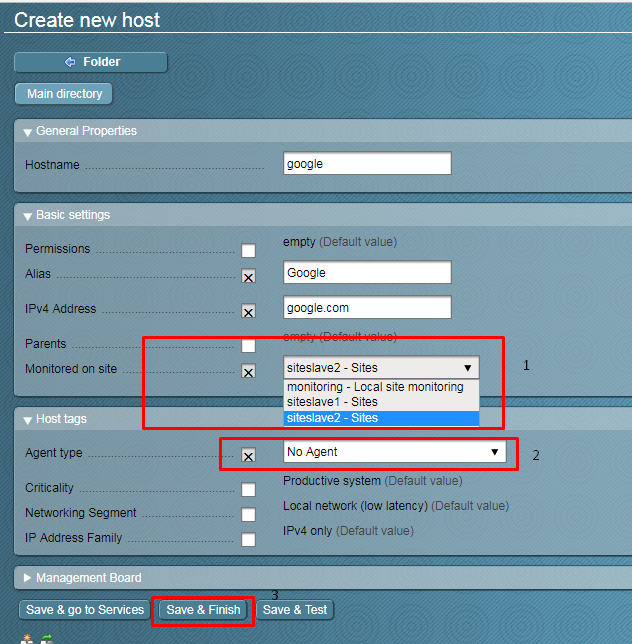 Create new host
Folder
Main directory
General Properties
Hostname google
Basic settings
Permissions empty (Default value)
Alias Google
IPv4 Address google.com
Parents empty (Default value)
Monitored on site siteslave2 - Sites
1
monitoring - Local site monitoring
siteslave1 - Sites
siteslave2 - Sites
Host tags
Agent type No Agent
2
Criticality Productive system (Default value)
Networking Segment Local network (low latency) (Default value)
IP Address Family IPv4 only (Default value)
Management Board
3
Save & go to Services Save & Finish Save & Test